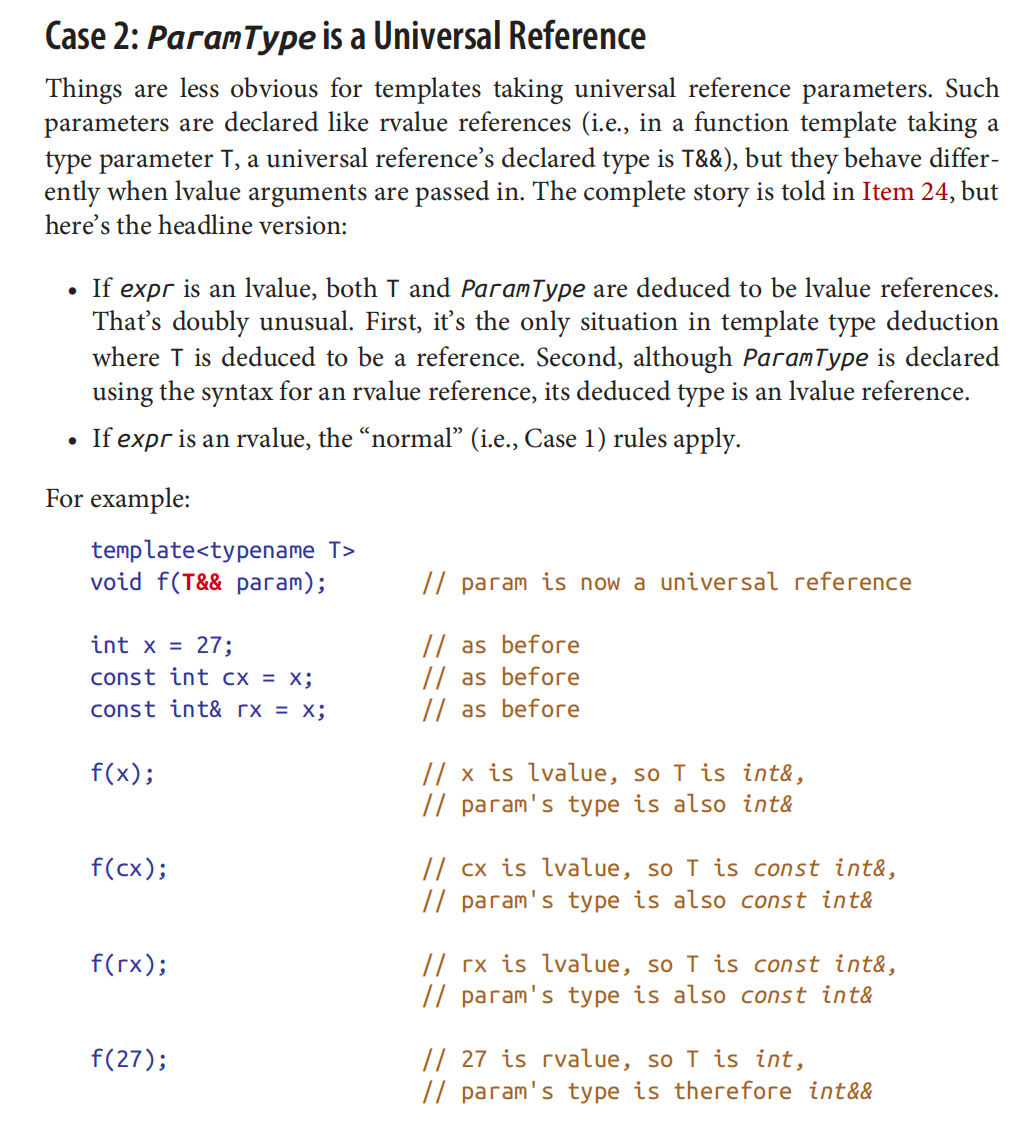 Case 2: ParamType is a Universal Reference
Things are less obvious for templates taking universal reference parameters. Such
parameters are declared like rvalue references (i.e., in a function template taking a
type parameter T, a universal reference's declared type is T&&), but they behave differ-
ently when lvalue arguments are passed in. The complete story is told in Item 24, but
here's the headline version:
• If expr is an lvalue, both T and ParamType are deduced to be lvalue references.
That's doubly unusual. First, it's the only situation in template type deduction
where T is deduced to be a reference. Second, although ParamType is declared
using the syntax for an rvalue reference, its deduced type is an lvalue reference.
• If expr is an rvalue, the “normal” (i.e., Case 1) rules apply.
For example:
template<typename T>
void f(T&& param); // param is now a universal reference
int x = 27; // as before
const int cx = x; // as before
const int& rx = x; // as before
f(x); // x is lvalue, so T is int&,
// param's type is also int&
f(cx); // cx is lvalue, so T is const int&,
// param's type is also const int&
f(rx); // rx is lvalue, so T is const int&,
// param's type is also const int&
f(27); // 27 is rvalue, so T is int,
// param's type is therefore int&&